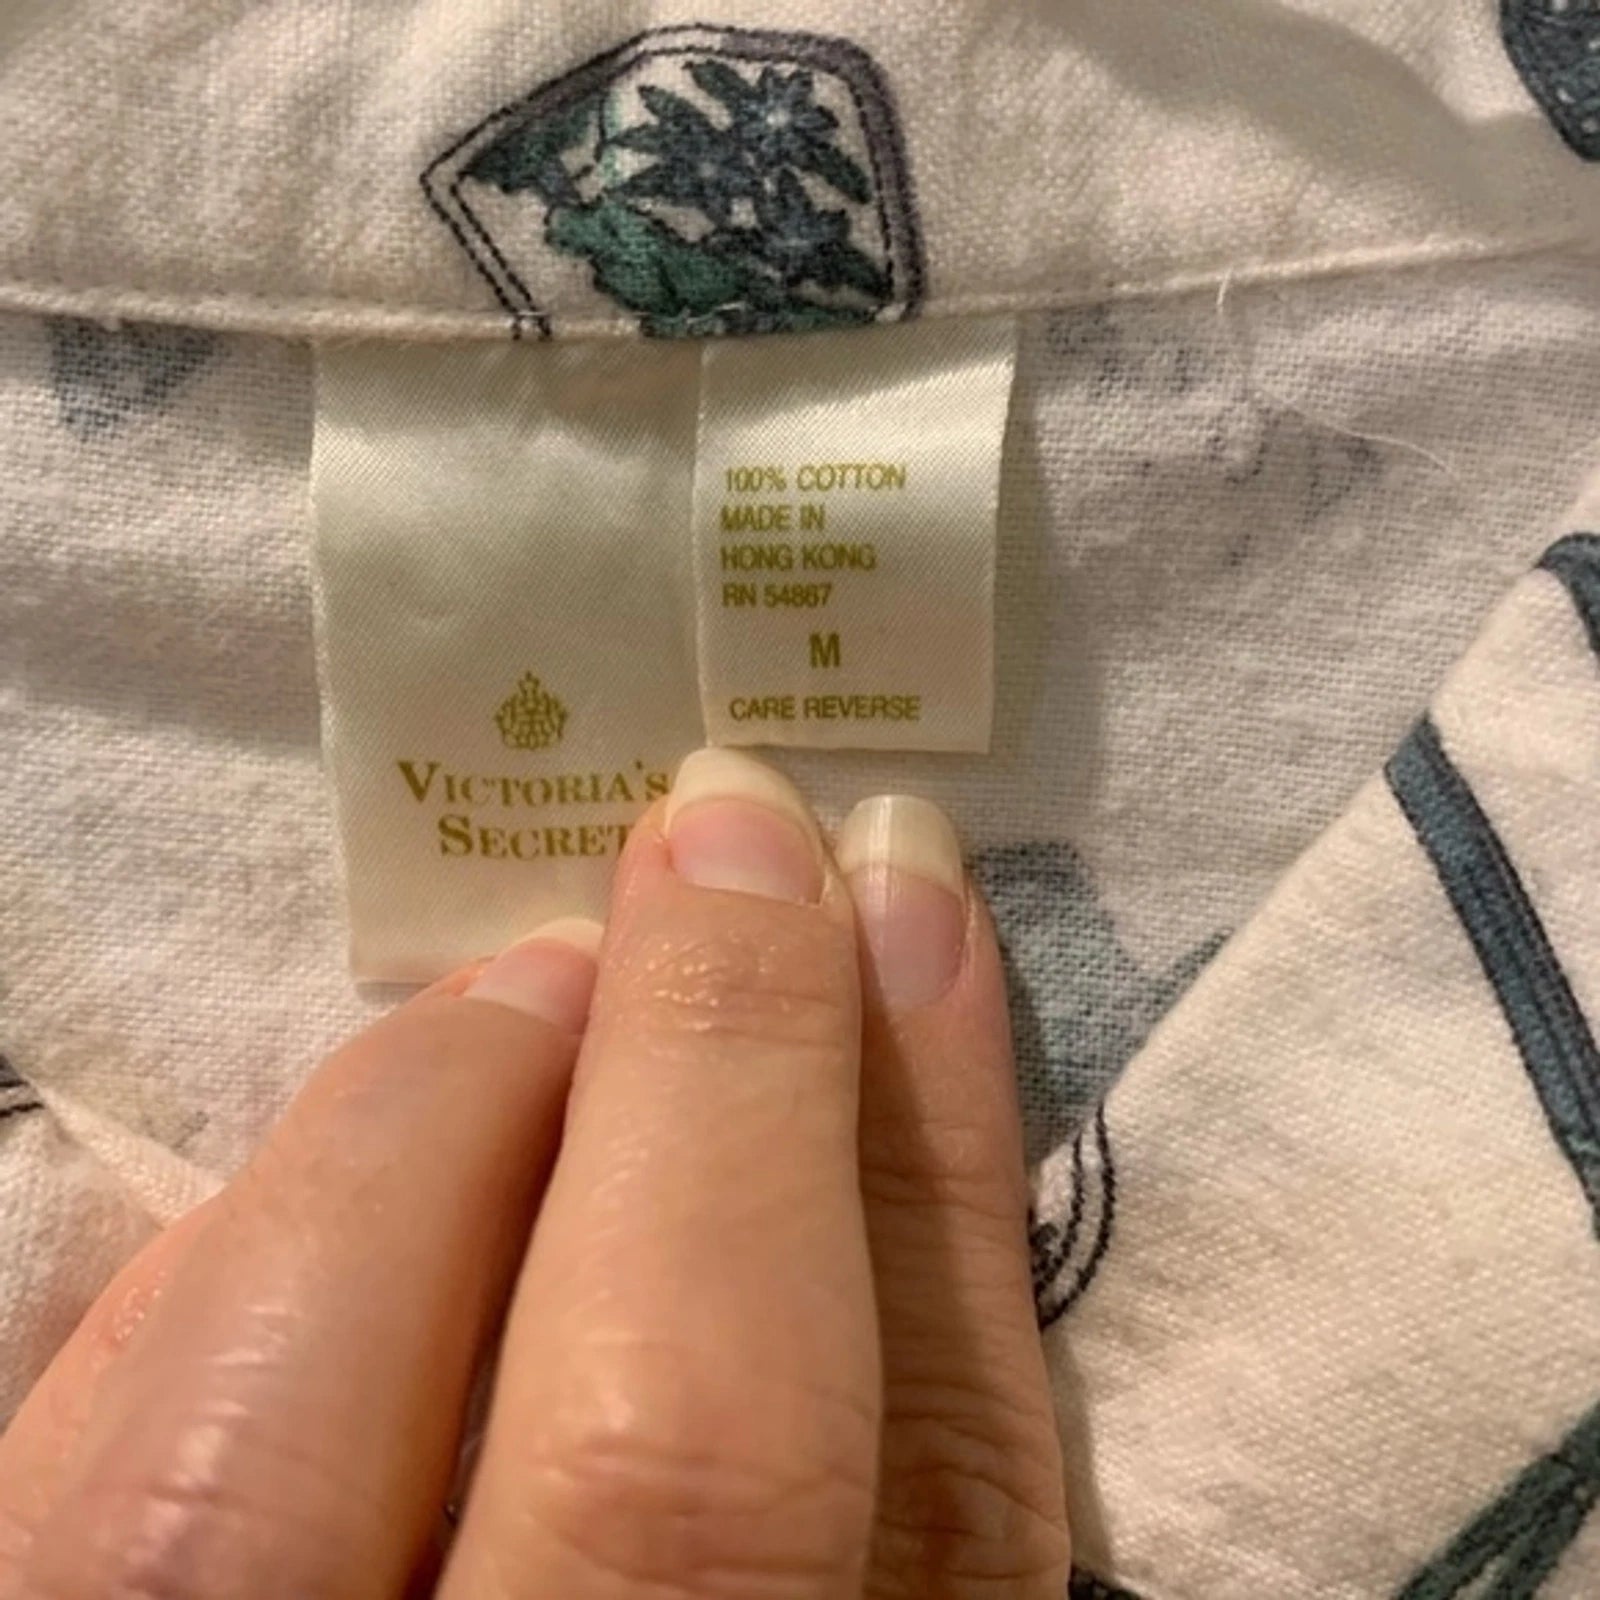 VICTORIA'S
SECRET
100% COTTON
MADE IN
HONG KONG
RN 54867
M
CARE REVERSE